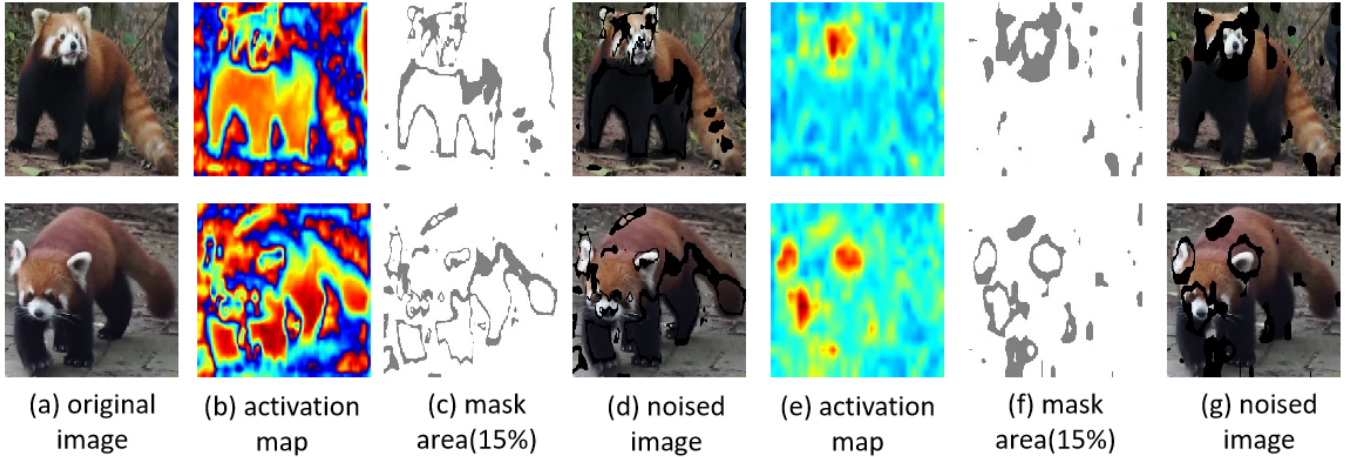 (a) original
image
(b) activation
map
(c) mask
area(15%)
(d) noised
image
(e) activation
map
(f) mask
area(15%)
(g) noised
image